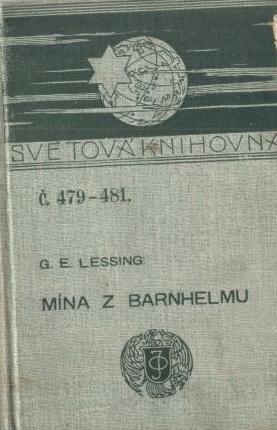 SVĚTOVÁ KNIHOVNA
Č. 479-481.
G. E. LESSING:
MÍNA Z BARNHELMU